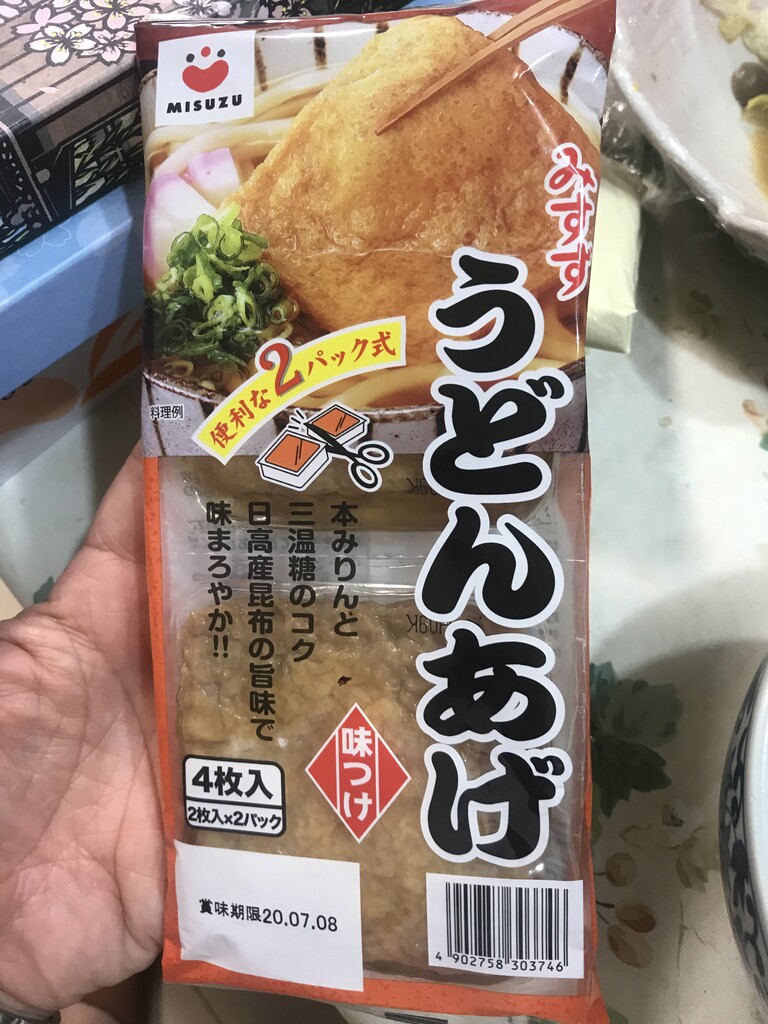 MISUZU
みすず
うどんあげ
便利な2パック式
料理例
本みりんと
三温糖のコク
日高産昆布の旨味で
味まろやか!!
味つけ
4枚入
2枚入×2パック
賞味期限20.07.08
4 902758 303746